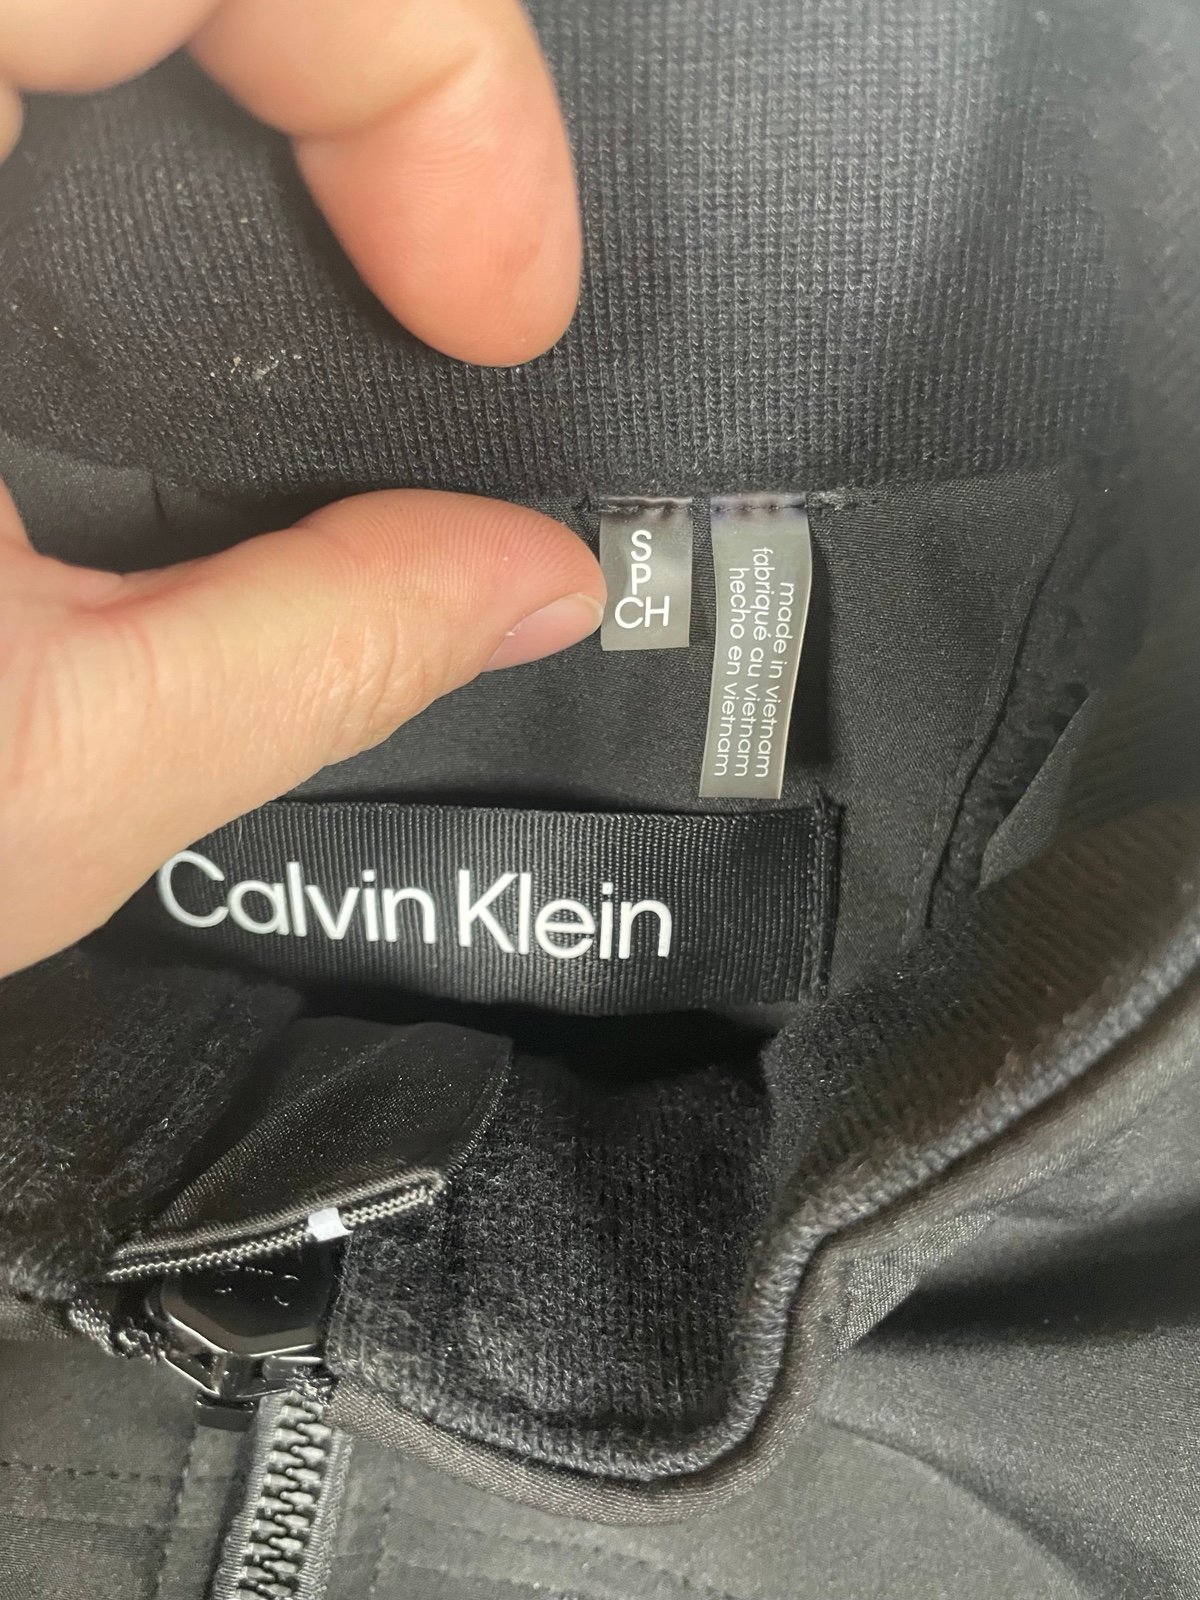 S
P
CH
made in vietnam
fabriqué au vietnam
hecho en vietnam
Calvin Klein